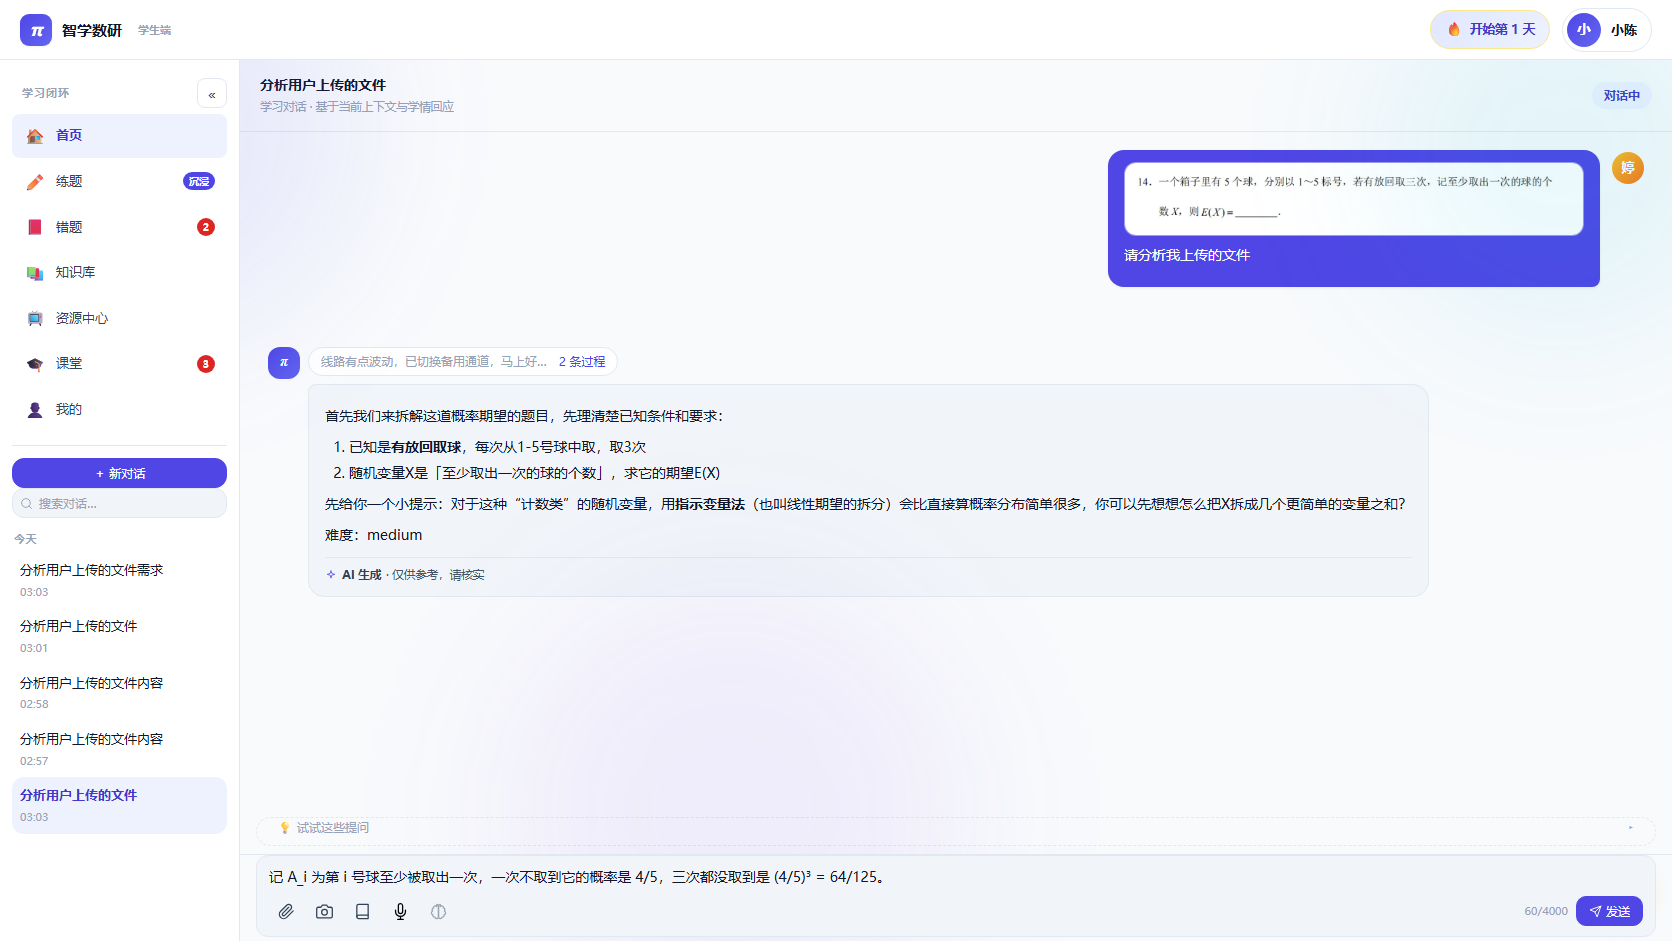 π 智学数研 学生端
开始第 1 天
小 小陈
学习闭环
«
首页
练题 沉浸
错题 2
知识库
资源中心
课堂 3
我的
+ 新对话
搜索对话...
今天
分析用户上传的文件需求
03:03
分析用户上传的文件
03:01
分析用户上传的文件内容
02:58
分析用户上传的文件内容
02:57
分析用户上传的文件
03:03
分析用户上传的文件
学习对话 · 基于当前上下文与学情回应
对话中
婷
14. 一个箱子里有 5 个球，分别以 1～5 标号，若有放回取三次，记至少取出一次的球的个
数 X，则 E(X)=________.
请分析我上传的文件
π
线路有点波动，已切换备用通道，马上好... 2 条过程
首先我们来拆解这道概率期望的题目，先理清楚已知条件和要求：
1. 已知是有放回取球，每次从1-5号球中取，取3次
2. 随机变量X是「至少取出一次的球的个数」，求它的期望E(X)
先给你一个小提示：对于这种“计数类”的随机变量，用指示变量法（也叫线性期望的拆分）会比直接算概率分布简单很多，你可以先想想怎么把X拆成几个更简单的变量之和？
难度：medium
AI 生成 · 仅供参考，请核实
试试这些提问
记 A_i 为第 i 号球至少被取出一次，一次不取到它的概率是 4/5，三次都没取到是 (4/5)³ = 64/125。
60/4000
发送